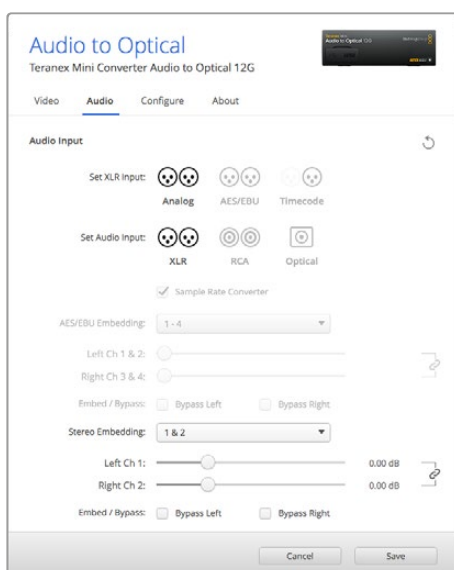 Audio to Optical
Teranex Mini Converter Audio to Optical 12G
Video Audio Configure About
Audio Input
Set XLR Input:
Analog AES/EBU Timecode
Set Audio Input:
XLR RCA Optical
Sample Rate Converter
AES/EBU Embedding: 1 - 4
Left Ch 1 & 2:
Right Ch 3 & 4:
Embed / Bypass: Bypass Left Bypass Right
Stereo Embedding: 1 & 2
Left Ch 1: 0.00 dB
Right Ch 2: 0.00 dB
Embed / Bypass: Bypass Left Bypass Right
Cancel Save